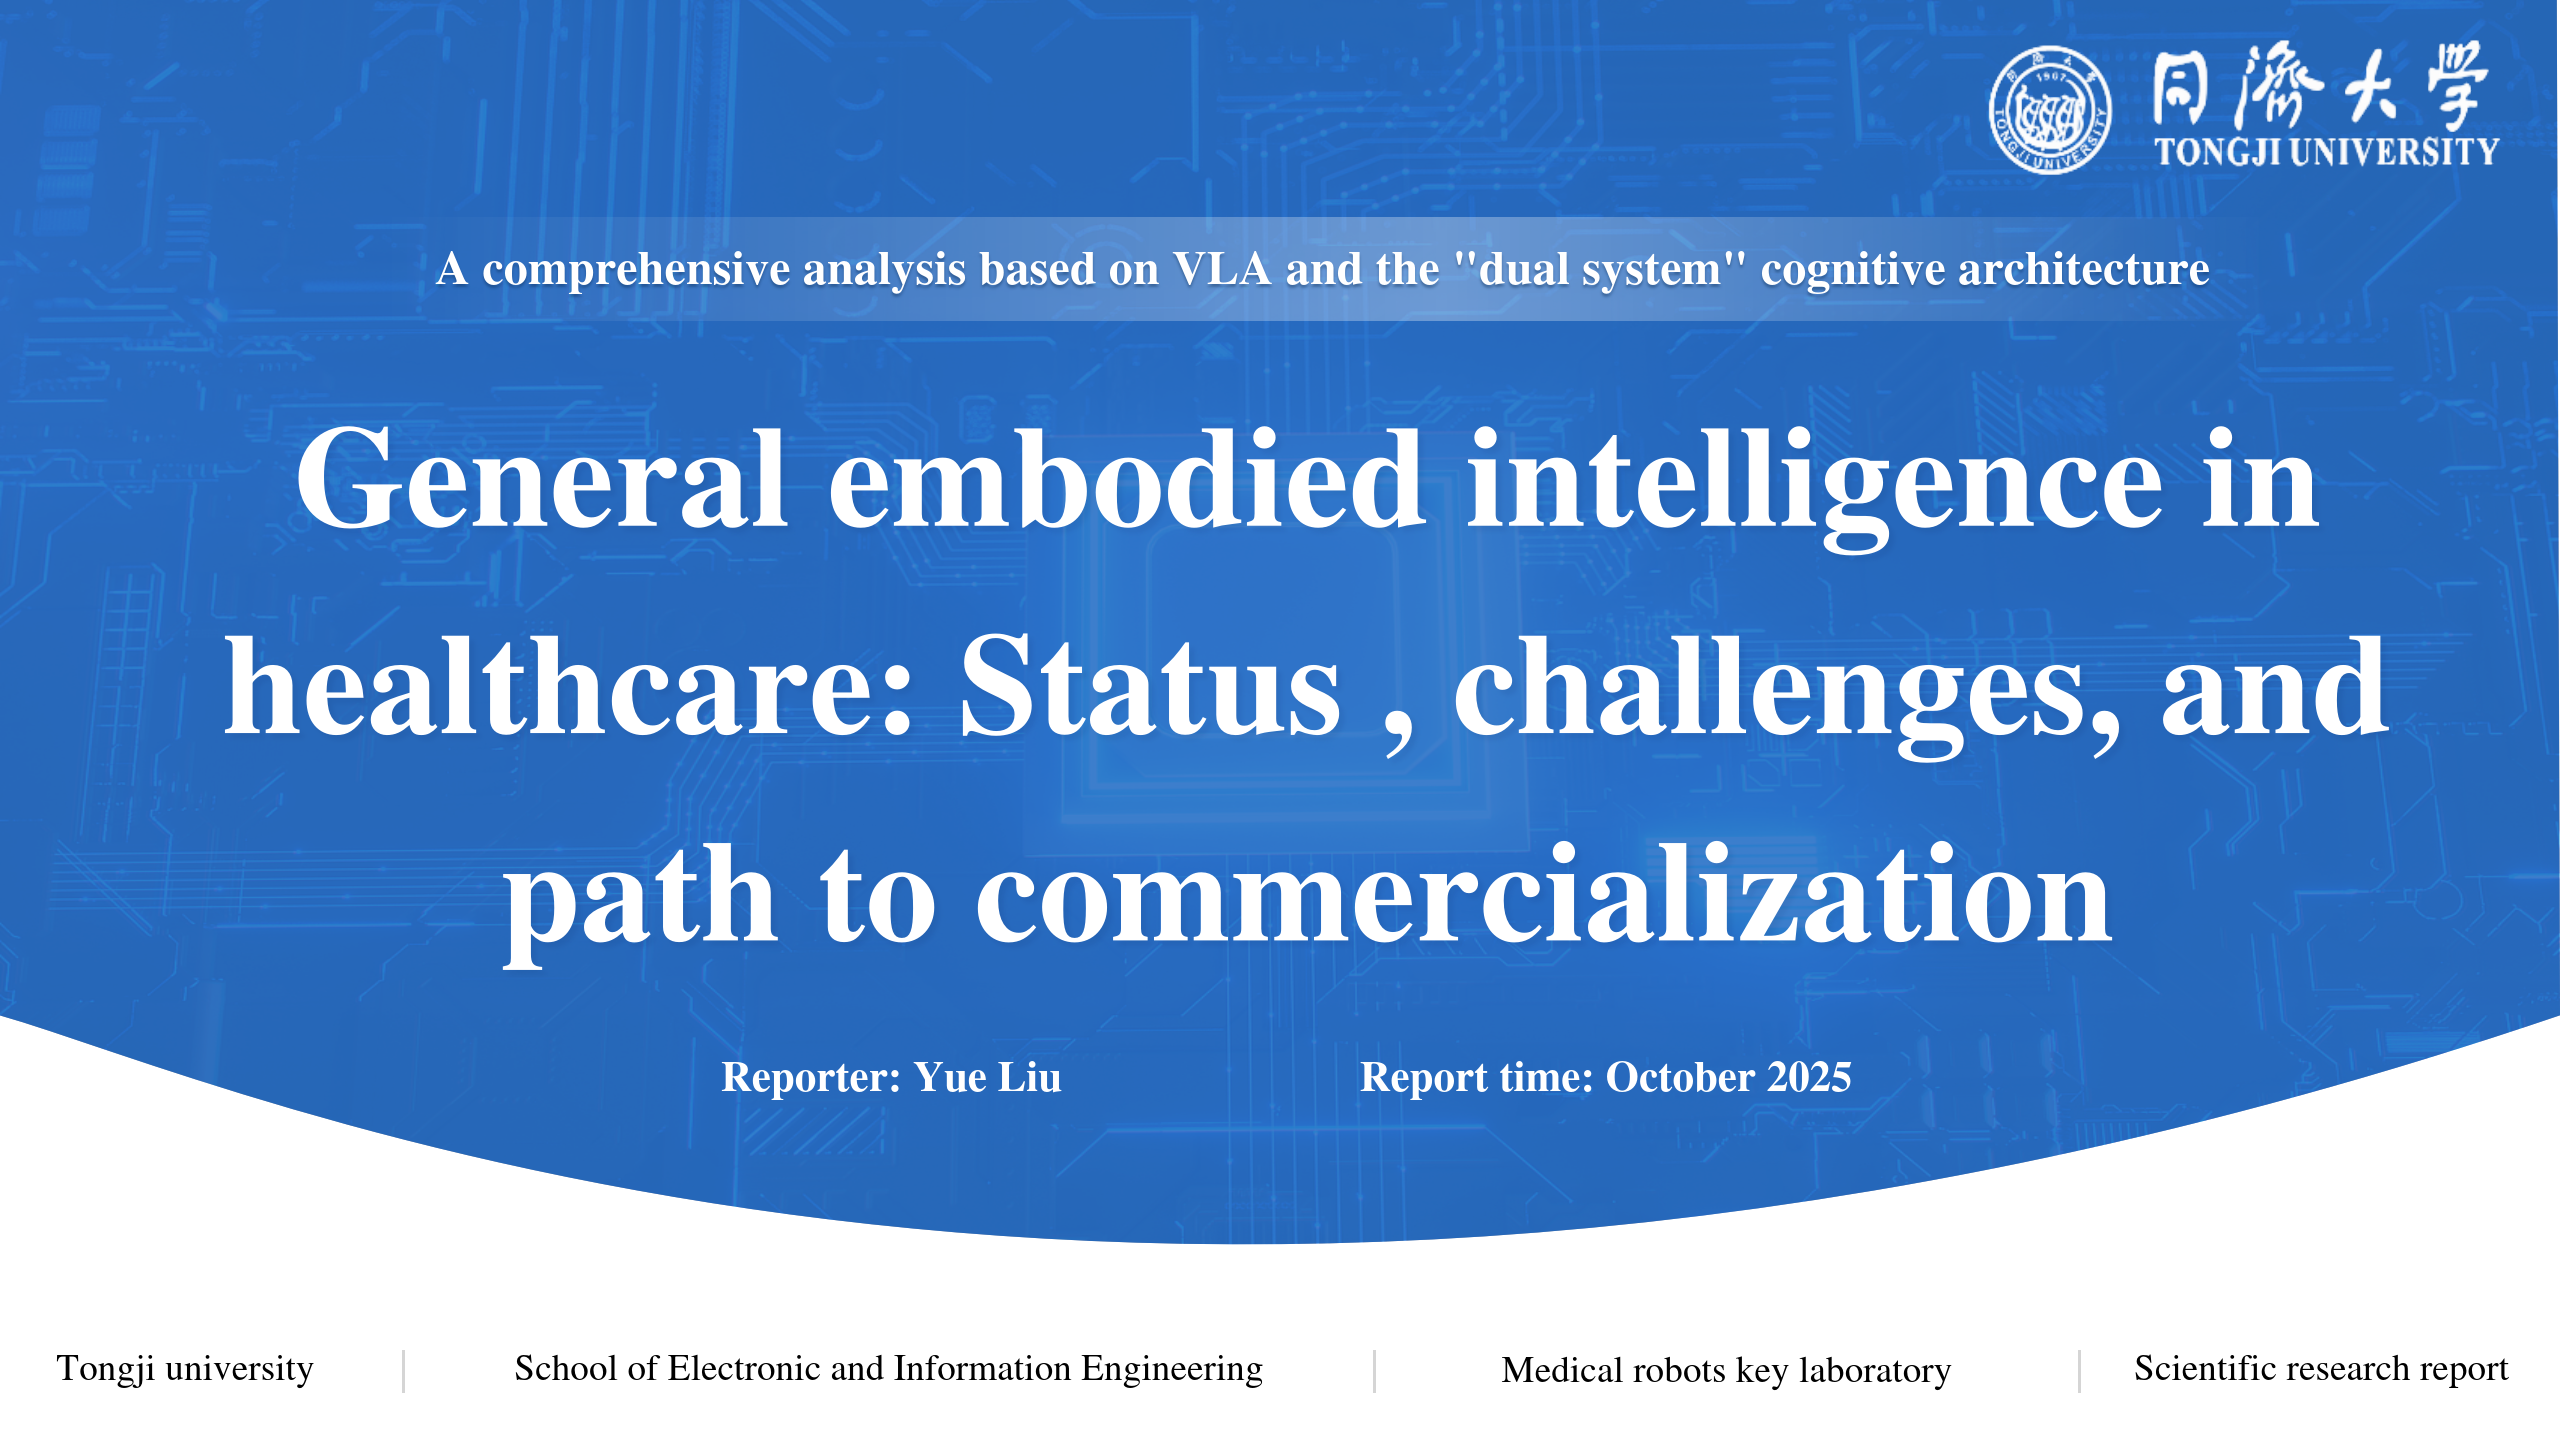 同濟大学
1907
TONGJI UNIVERSITY
TONGJI UNIVERSITY
A comprehensive analysis based on VLA and the "dual system" cognitive architecture
General embodied intelligence in
healthcare: Status , challenges, and
path to commercialization
Reporter: Yue Liu
Report time: October 2025
Tongji university
School of Electronic and Information Engineering
Medical robots key laboratory
Scientific research report